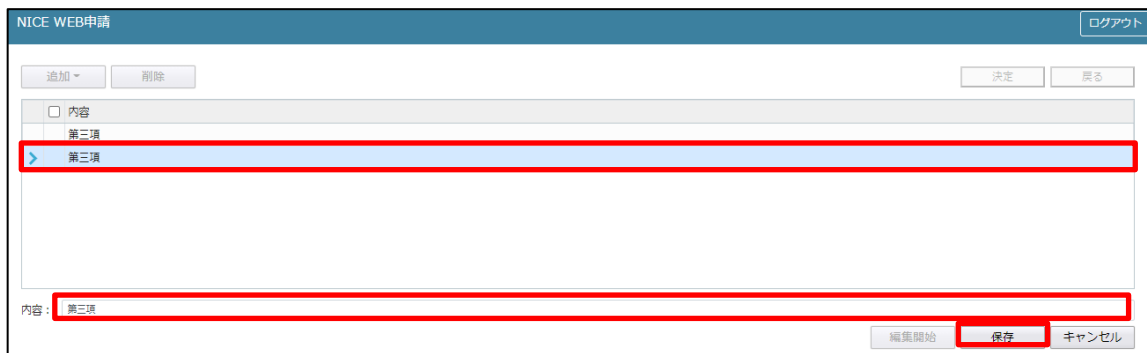 NICE WEB申請 ログアウト
追加 削除 決定 戻る
内容
第三項
第三項
内容： 第三項
編集開始 保存 キャンセル